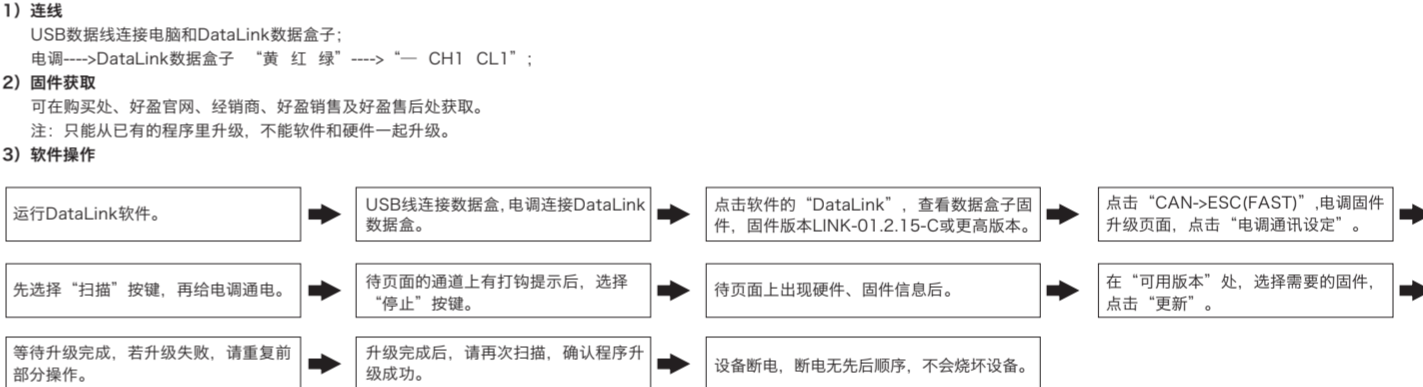 1）连线
USB数据线连接电脑和DataLink数据盒子；
电调---->DataLink数据盒子 “黄 红 绿”---->“— CH1 CL1”；
2）固件获取
可在购买处、好盈官网、经销商、好盈销售及好盈售后处获取。
注：只能从已有的程序里升级，不能软件和硬件一起升级。
3）软件操作
运行DataLink软件。
USB线连接数据盒，电调连接DataLink
数据盒。
点击软件的“DataLink”，查看数据盒子固
件，固件版本LINK-01.2.15-C或更高版本。
点击“CAN->ESC(FAST)”,电调固件
升级页面，点击“电调通讯设定”。
先选择“扫描”按键，再给电调通电。
待页面的通道上有打钩提示后，选择
“停止”按键。
待页面上出现硬件、固件信息后。
在“可用版本”处，选择需要的固件，
点击“更新”。
等待升级完成，若升级失败，请重复前
部分操作。
升级完成后，请再次扫描，确认程序升
级成功。
设备断电，断电无先后顺序，不会烧坏设备。